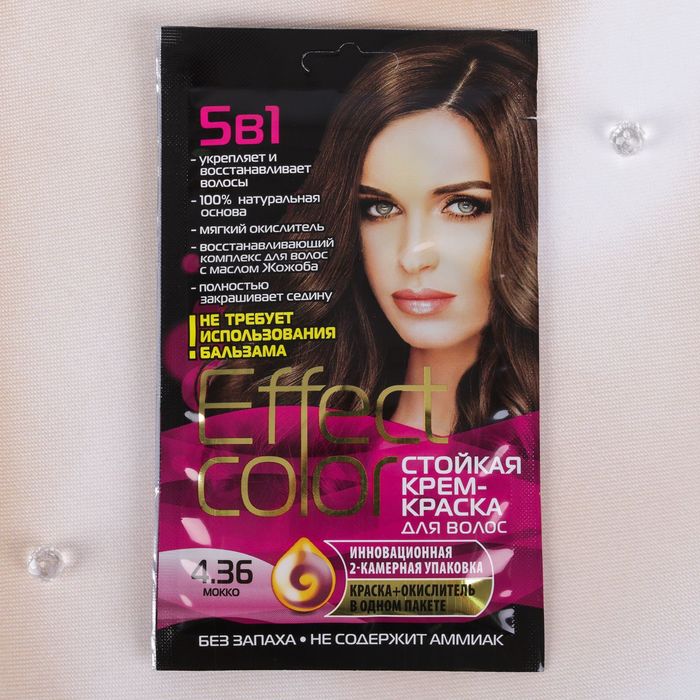 5в1
- укрепляет и
восстанавливает
волосы
- 100% натуральная
основа
- мягкий окислитель
- восстанавливающий
комплекс для волос
с маслом Жожоба
- полностью
закрашивает седину
! НЕ ТРЕБУЕТ
ИСПОЛЬЗОВАНИЯ
БАЛЬЗАМА
Effect
color
СТОЙКАЯ
КРЕМ-
КРАСКА
ДЛЯ ВОЛОС
4.36
МОККО
ИННОВАЦИОННАЯ
2-КАМЕРНАЯ УПАКОВКА
КРАСКА+ОКИСЛИТЕЛЬ
В ОДНОМ ПАКЕТЕ
БЕЗ ЗАПАХА • НЕ СОДЕРЖИТ АММИАК